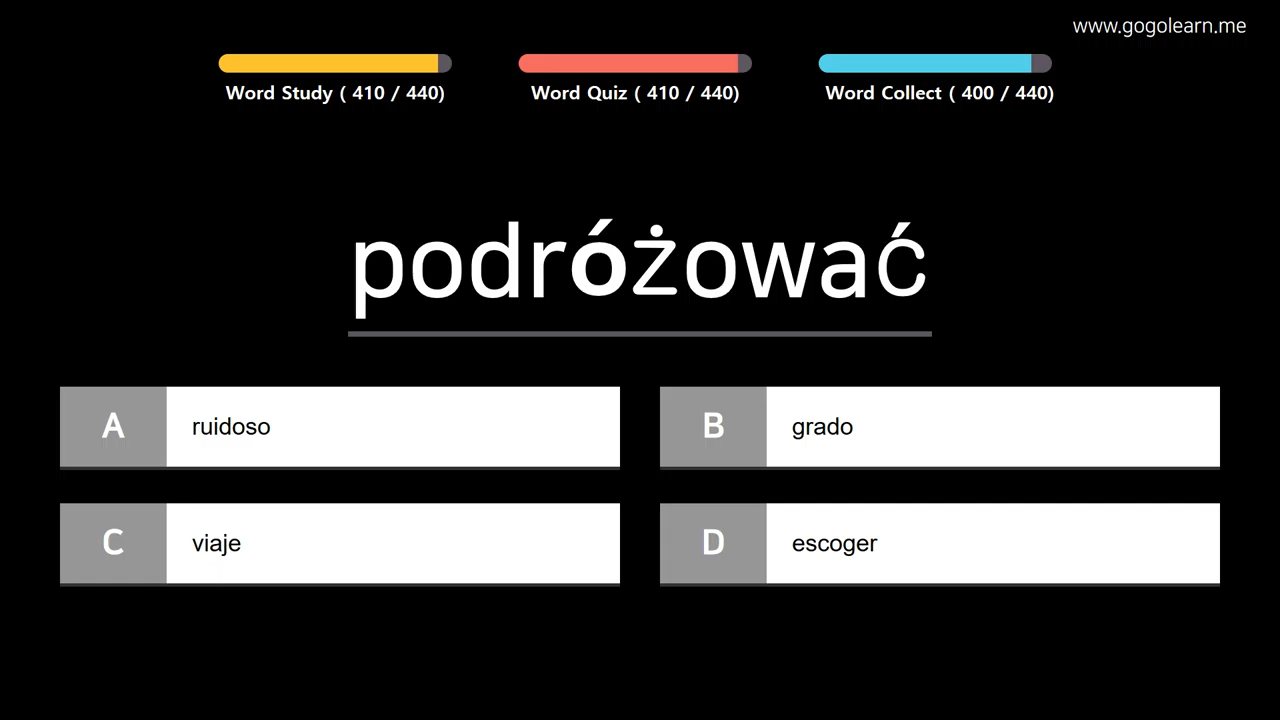 www.gogolearn.me
Word Study ( 410 / 440)
Word Quiz ( 410 / 440)
Word Collect ( 400 / 440)
podróżować
A
ruidoso
B
grado
C
viaje
D
escoger